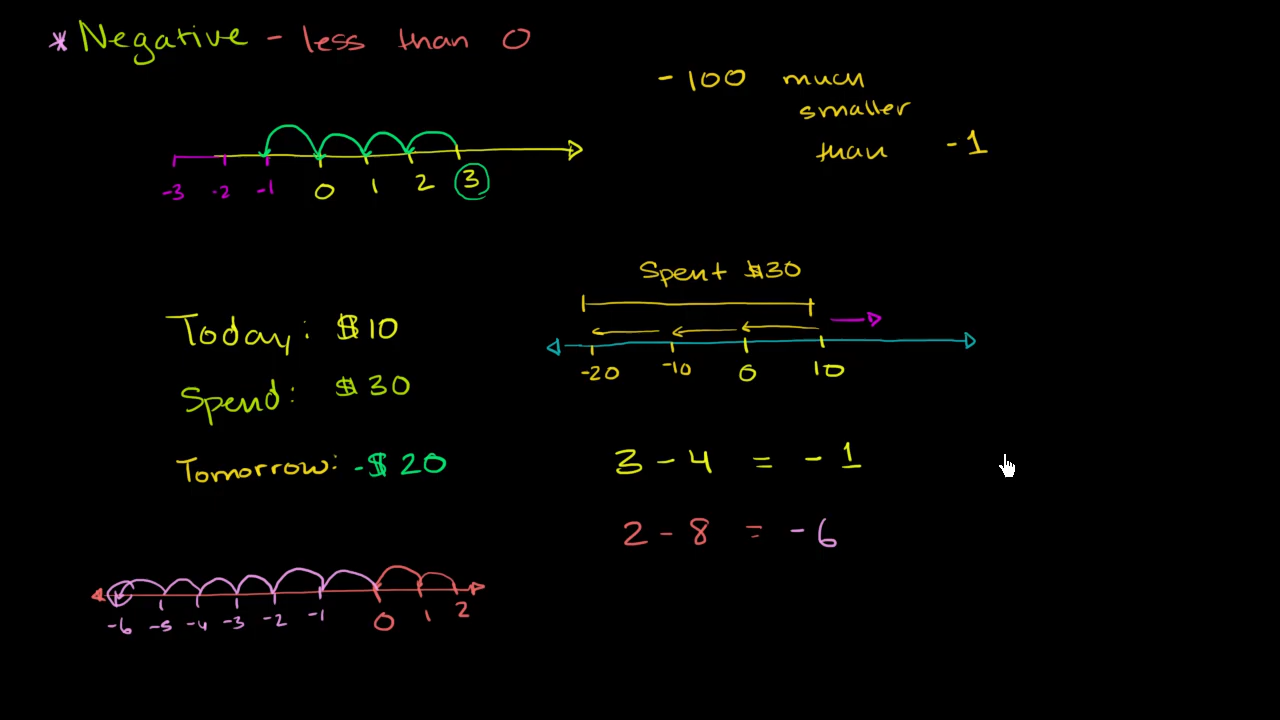 * Negative - less than 0
-100 much
smaller
than -1
-3 -2 -1 0 1 2 3
Spent $30
Today: $10
-20 -10 0 10
Spend: $30
Tomorrow: -$20
3 - 4 = - 1
2 - 8 = - 6
-6 -5 -4 -3 -2 -1 0 1 2